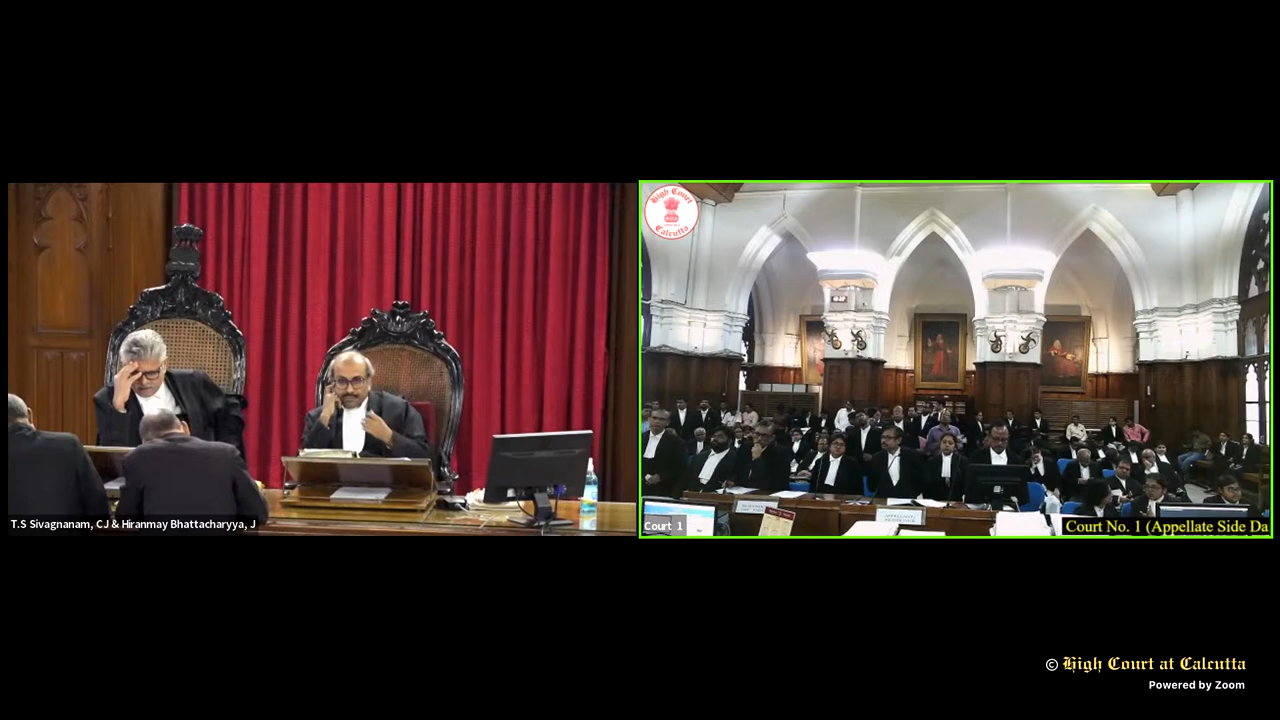 High Court
Calcutta
T.S Sivagnanam, CJ & Hiranmay Bhattacharyya, J
Court 1
Court No. 1 (Appellate Side Da
© High Court at Calcutta
Powered by Zoom